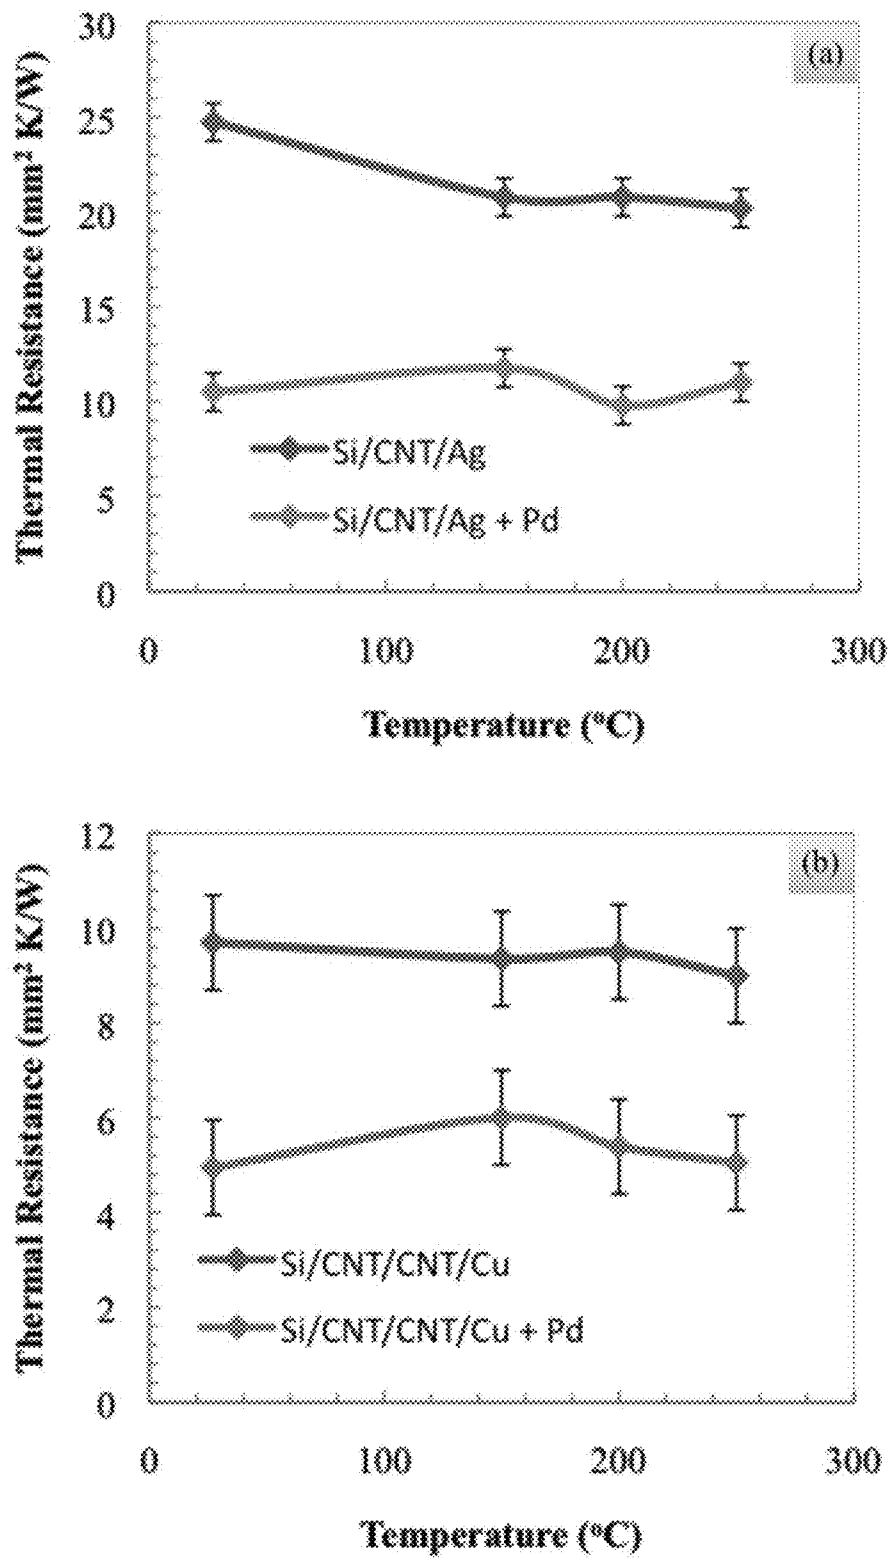 30
(a)
25
20
15
10
5
0
Thermal Resistance (mm² K/W)
Si/CNT/Ag
Si/CNT/Ag + Pd
0 100 200 300
Temperature (°C)
12
(b)
10
8
6
4
2
0
Thermal Resistance (mm² K/W)
Si/CNT/CNT/Cu
Si/CNT/CNT/Cu + Pd
0 100 200 300
Temperature (°C)